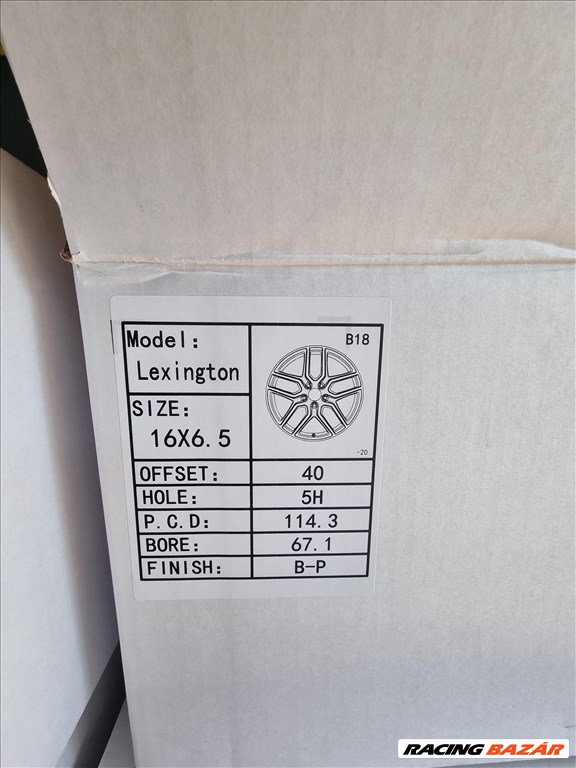 Model:
Lexington
B18
SIZE:
16X6.5
-20
OFFSET: 40
HOLE: 5H
P.C.D: 114.3
BORE: 67.1
FINISH: B-P
RACING BAZÁR